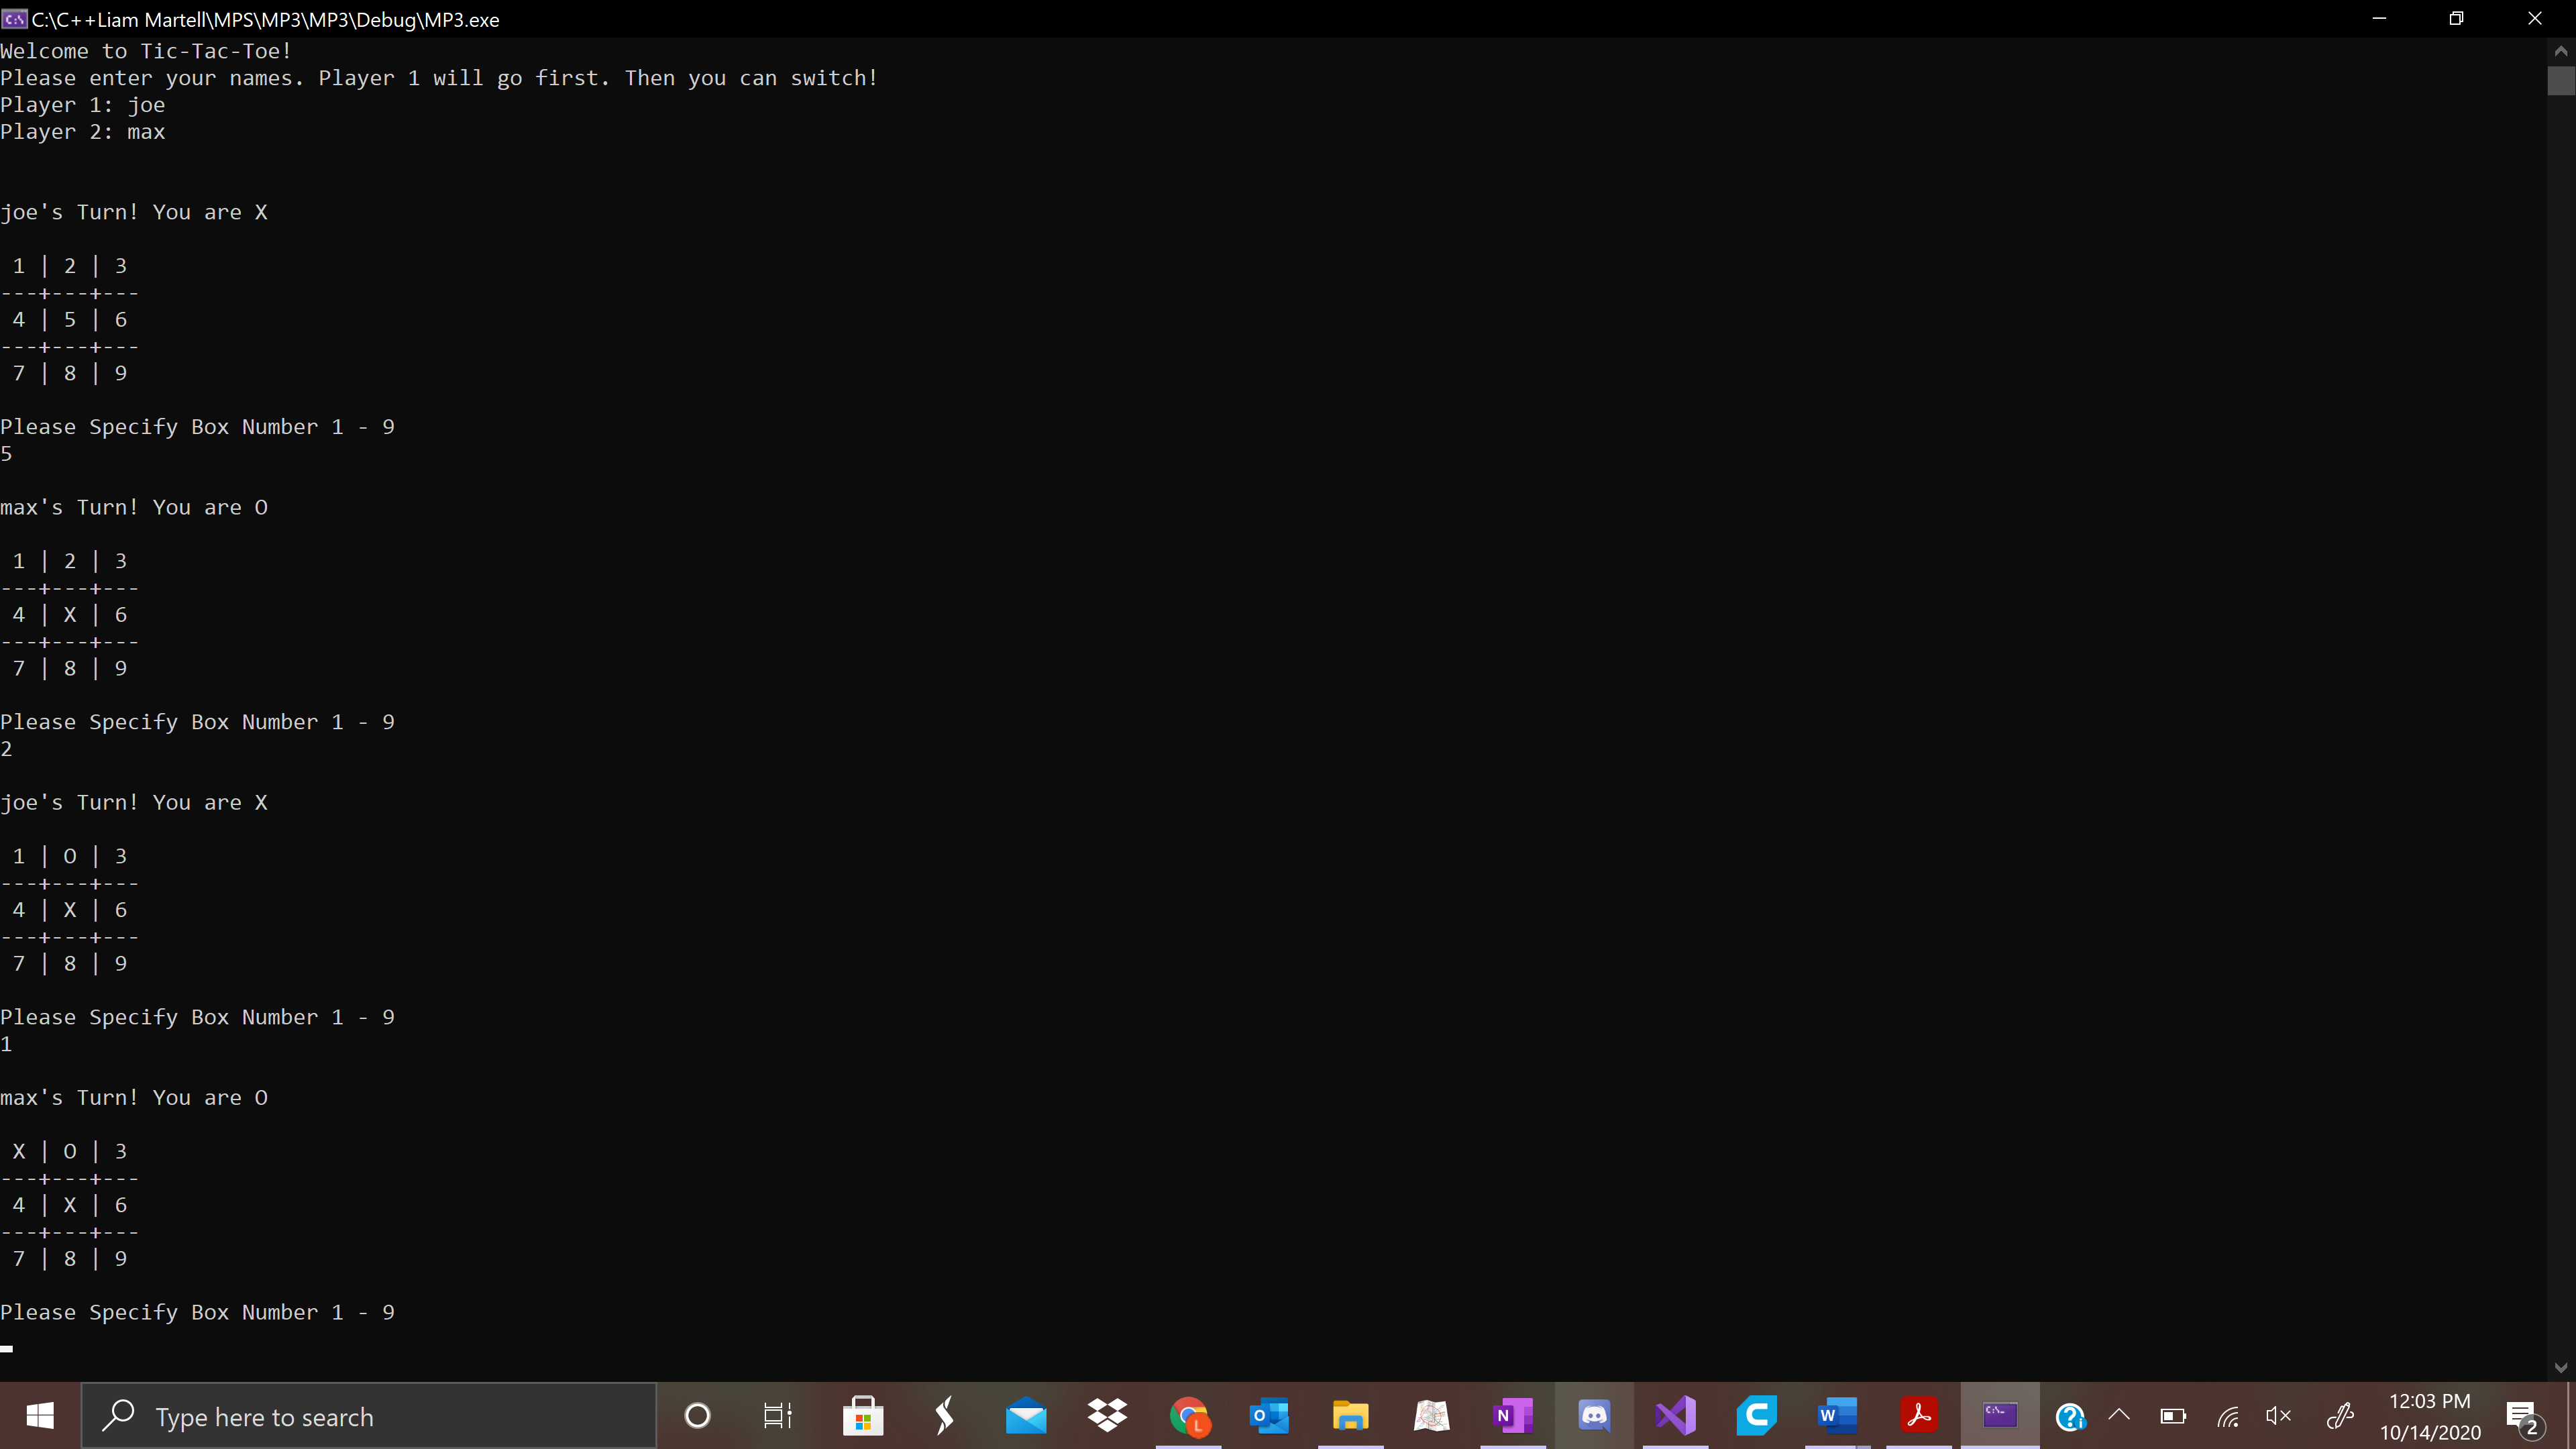 C:\C++Liam Martell\MPS\MP3\MP3\Debug\MP3.exe
Welcome to Tic-Tac-Toe!
Please enter your names. Player 1 will go first. Then you can switch!
Player 1: joe
Player 2: max
joe's Turn! You are X
1 | 2 | 3
---+---+---
4 | 5 | 6
---+---+---
7 | 8 | 9
Please Specify Box Number 1 - 9
5
max's Turn! You are O
1 | 2 | 3
---+---+---
4 | X | 6
---+---+---
7 | 8 | 9
Please Specify Box Number 1 - 9
2
joe's Turn! You are X
1 | O | 3
---+---+---
4 | X | 6
---+---+---
7 | 8 | 9
Please Specify Box Number 1 - 9
1
max's Turn! You are O
X | O | 3
---+---+---
4 | X | 6
---+---+---
7 | 8 | 9
Please Specify Box Number 1 - 9
Type here to search
12:03 PM
10/14/2020
2